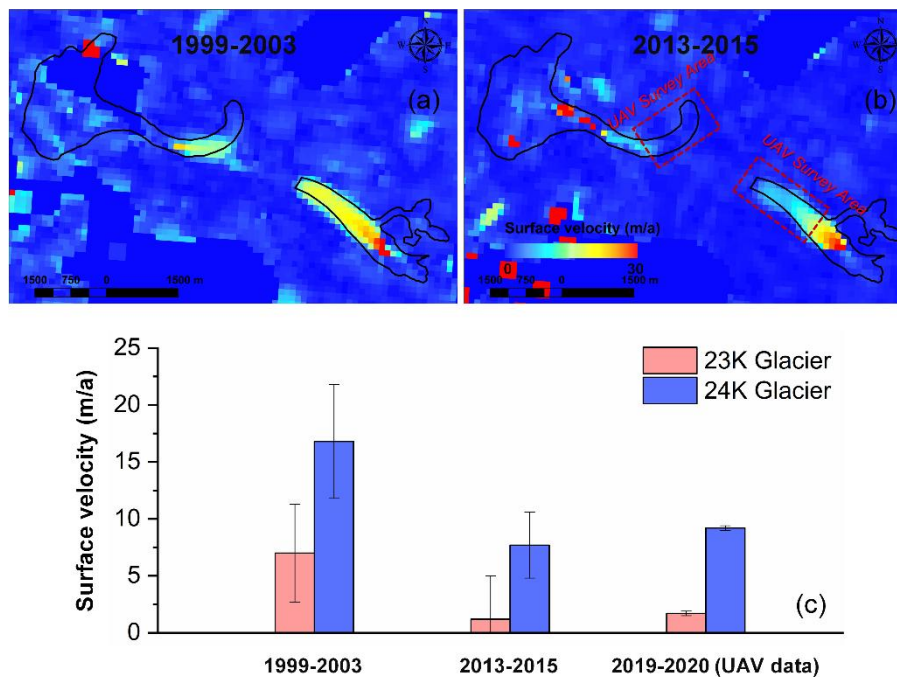 1999-2003
N
W E
S
(a)
1500 750 0 1500 m
2013-2015
N
W E
S
(b)
UAV Survey Area
UAV Survey Area
Surface velocity (m/a)
0 30
1500 750 0 1500 m
25
20
15
10
5
0
Surface velocity (m/a)
23K Glacier
24K Glacier
(c)
1999-2003
2013-2015
2019-2020 (UAV data)